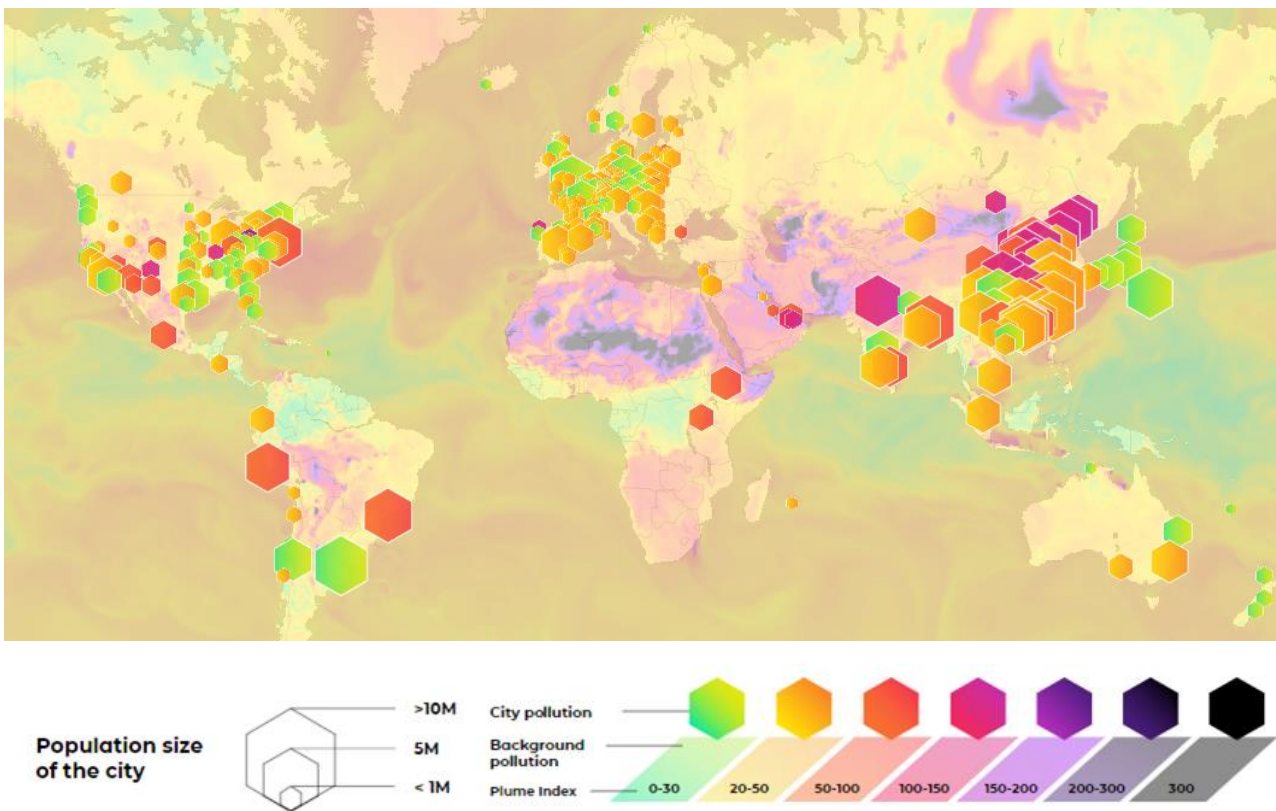 Population size
of the city
>10M
5M
< 1M
City pollution
Background
pollution
Plume Index
0-30
20-50
50-100
100-150
150-200
200-300
300